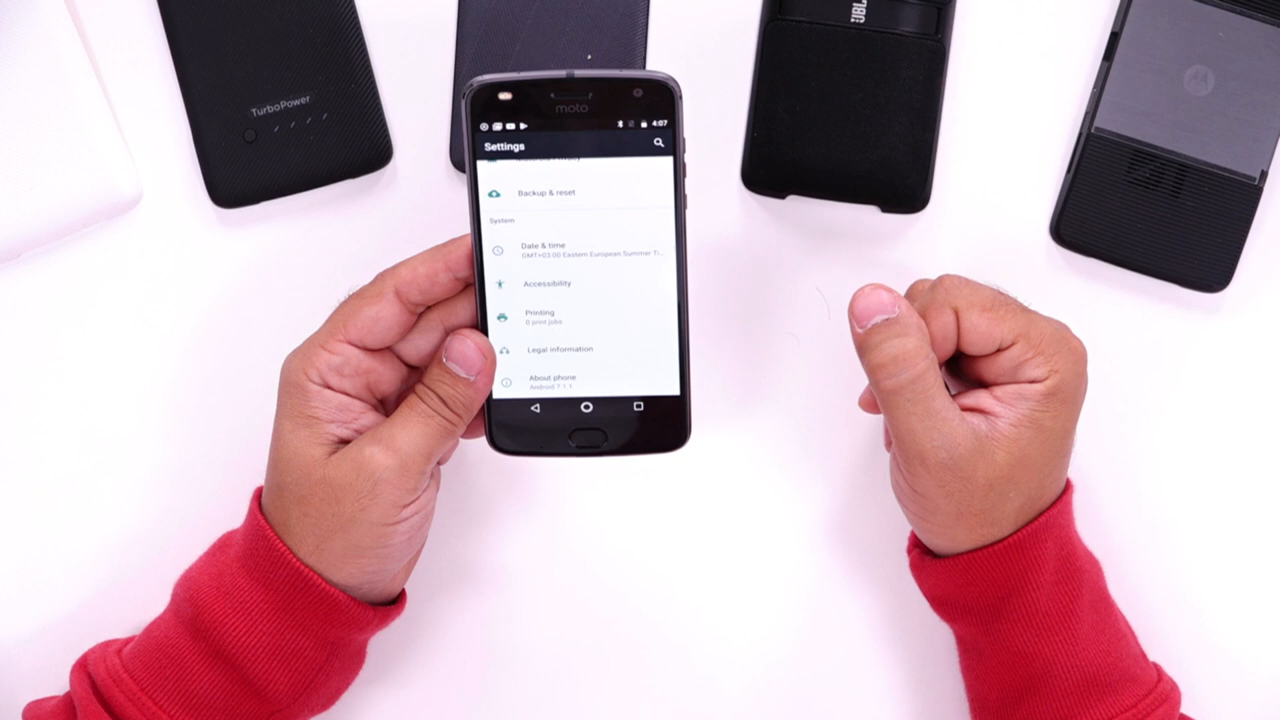 TurboPower
JBL
moto
4:07
Settings
Backup & reset
System
Date & time
GMT+03:00 Eastern European Summer Ti...
Accessibility
Printing
0 print jobs
Legal information
About phone
Android 7.1.1